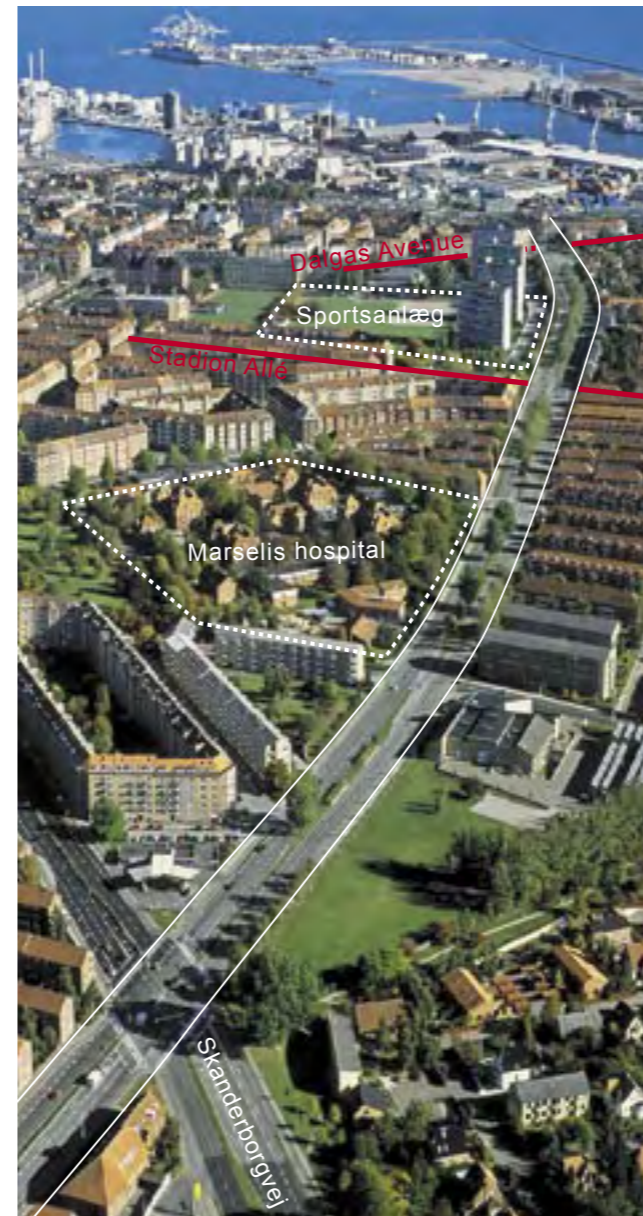 Dalgas Avenue
Sportsanlæg
Stadion Allé
Marselis hospital
Skanderborgvej